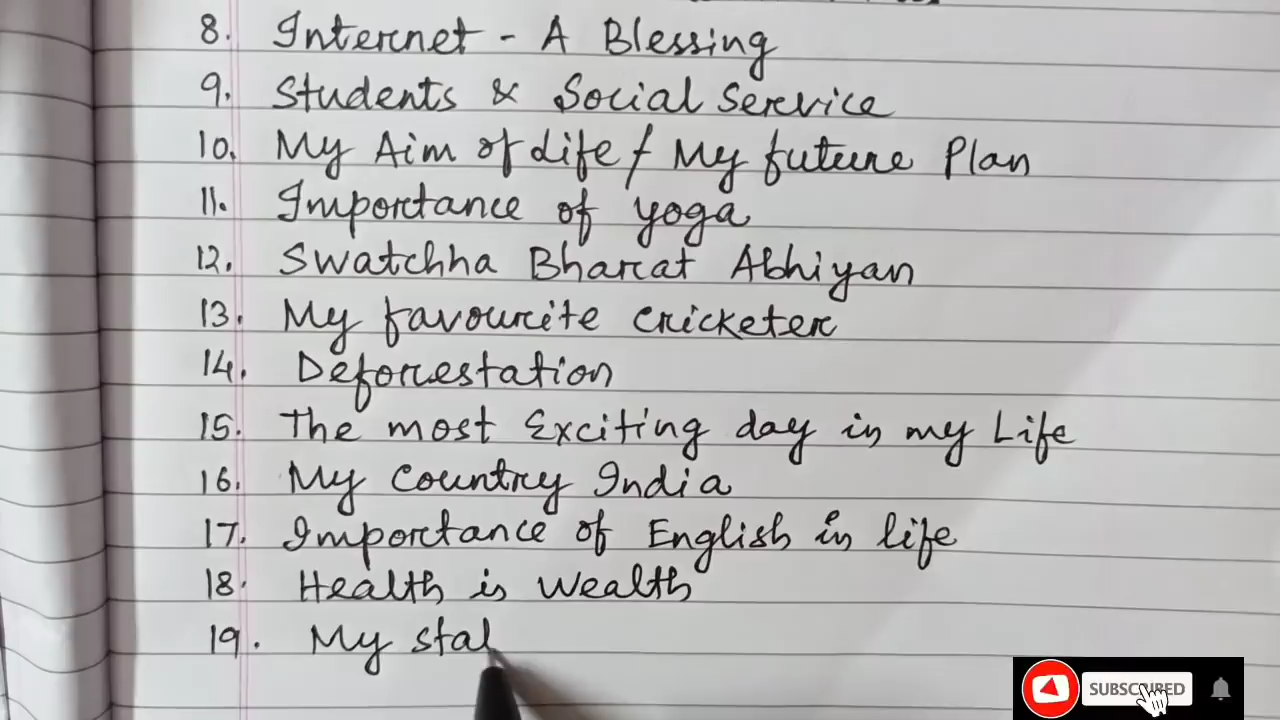 8. Internet - A Blessing
9. Students & Social Service
10. My Aim of Life / My future Plan
11. Importance of yoga
12. Swatchha Bharat Abhiyan
13. My favourite cricketer
14. Deforestation
15. The most Exciting day in my Life
16. My Country India
17. Importance of English in life
18. Health is Wealth
19. My stal
SUBSCRIBED